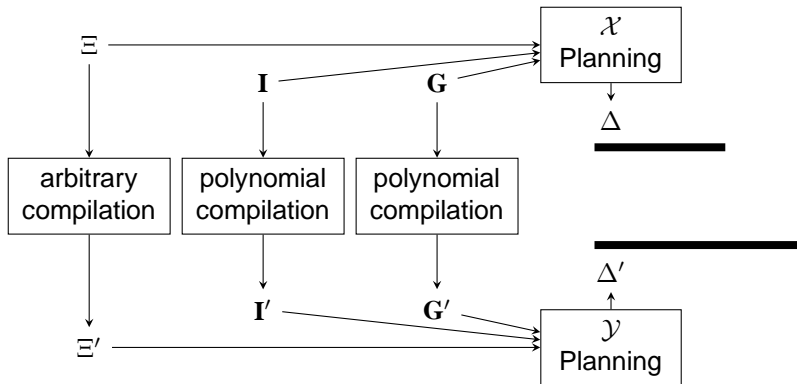 𝒳
Planning
Ξ
I
G
Δ
arbitrary
compilation
polynomial
compilation
polynomial
compilation
Δ′
I′
G′
Ξ′
𝒴
Planning